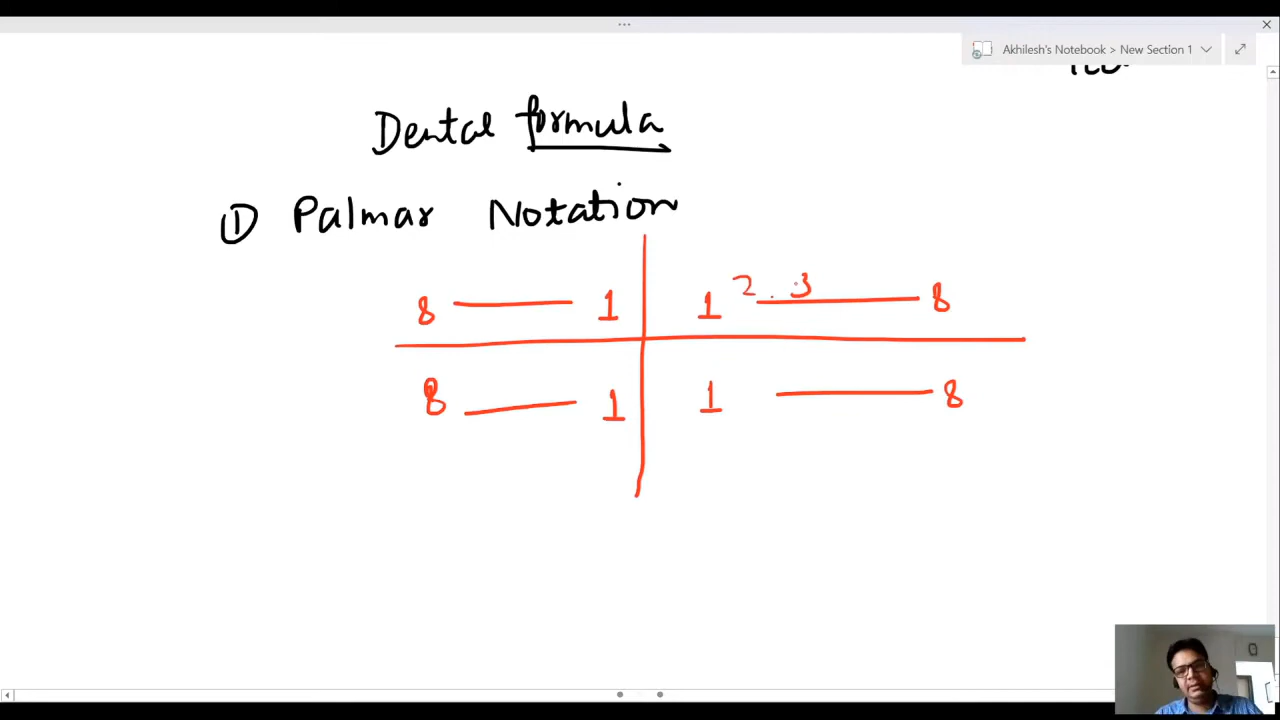 Akhilesh's Notebook > New Section 1
Dental formula
① Palmar Notation
8 1 1 2 3 8
8 1 1 8